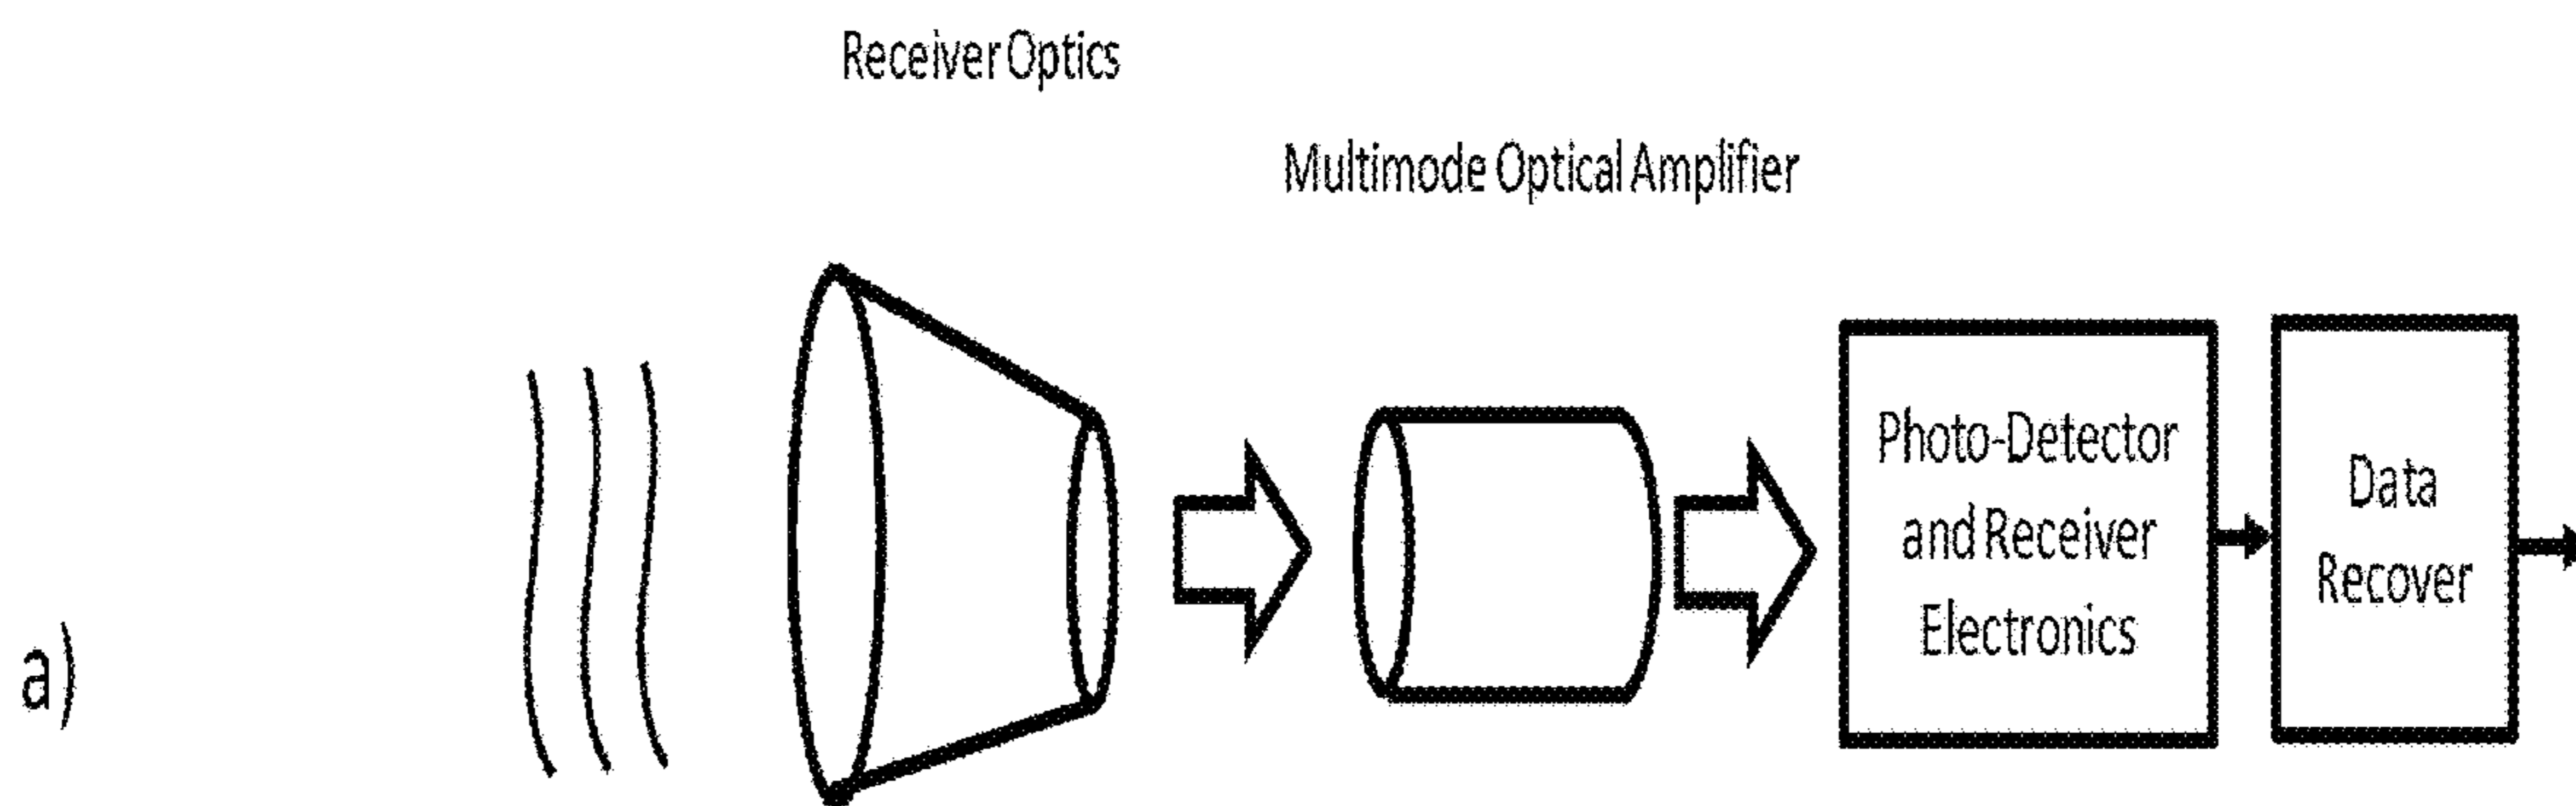 Receiver Optics
Multimode Optical Amplifier
Photo-Detector
and Receiver
Electronics
Data
Recover
a)